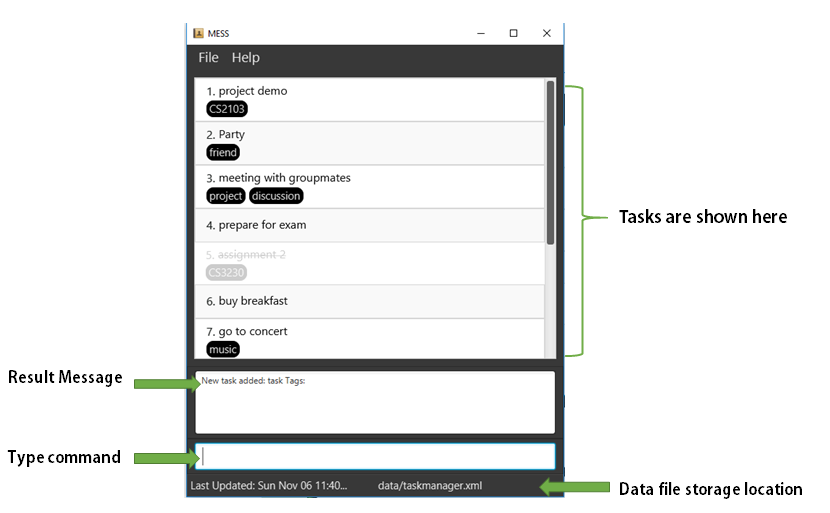 MESS
File Help
1. project demo
CS2103
2. Party
friend
3. meeting with groupmates
project discussion
4. prepare for exam
5. assignment 2
CS3230
6. buy breakfast
7. go to concert
music
Tasks are shown here
Result Message
New task added: task Tags:
Type command
Last Updated: Sun Nov 06 11:40... data/taskmanager.xml
Data file storage location